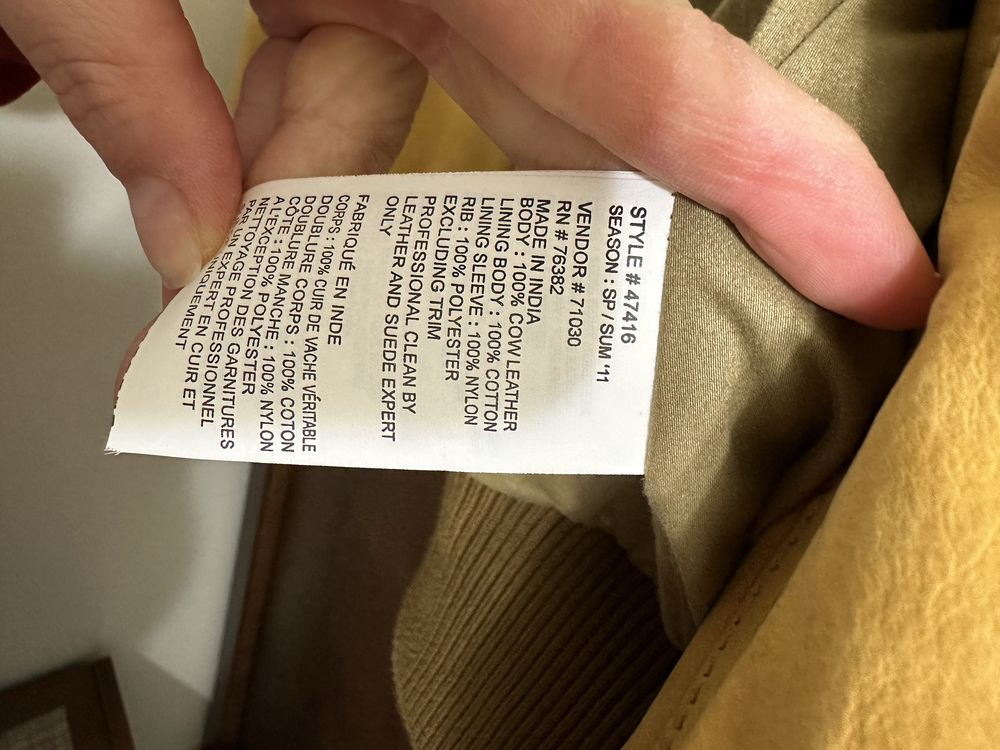 STYLE # 47416
SEASON : SP / SUM '11
VENDOR # 71030
RN # 76382
MADE IN INDIA
BODY : 100% COW LEATHER
LINING BODY : 100% COTTON
LINING SLEEVE : 100% NYLON
RIB : 100% POLYESTER
EXCLUDING TRIM
PROFESSIONAL CLEAN BY
LEATHER AND SUEDE EXPERT
ONLY
FABRIQUÉ EN INDE
CORPS : 100% CUIR DE VACHE VÉRITABLE
DOUBLURE CORPS : 100% COTON
DOUBLURE MANCHE : 100% NYLON
CÔTE : 100% POLYESTER
A L'EXCEPTION DES GARNITURES
NETTOYAGE PROFESSIONNEL
PAR UN EXPERT EN CUIR ET
UNIQUEMENT